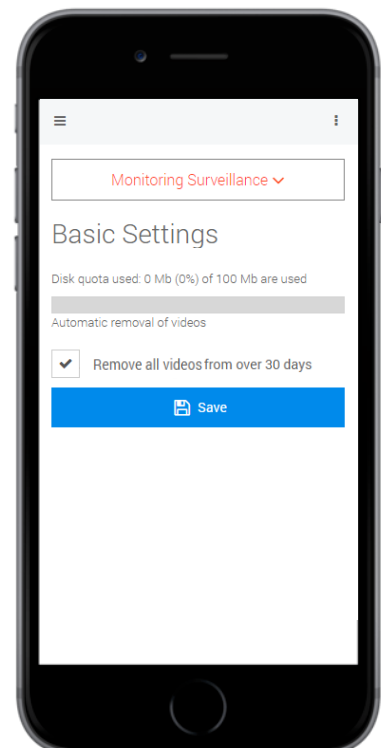 Monitoring Surveillance
Basic Settings
Disk quota used: 0 Mb (0%) of 100 Mb are used
Automatic removal of videos
Remove all videos from over 30 days
Save